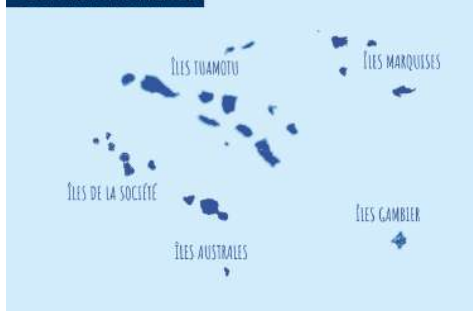 ÎLES TUAMOTU
ÎLES MARQUISES
ÎLES DE LA SOCIÉTÉ
ÎLES GAMBIER
ÎLES AUSTRALES